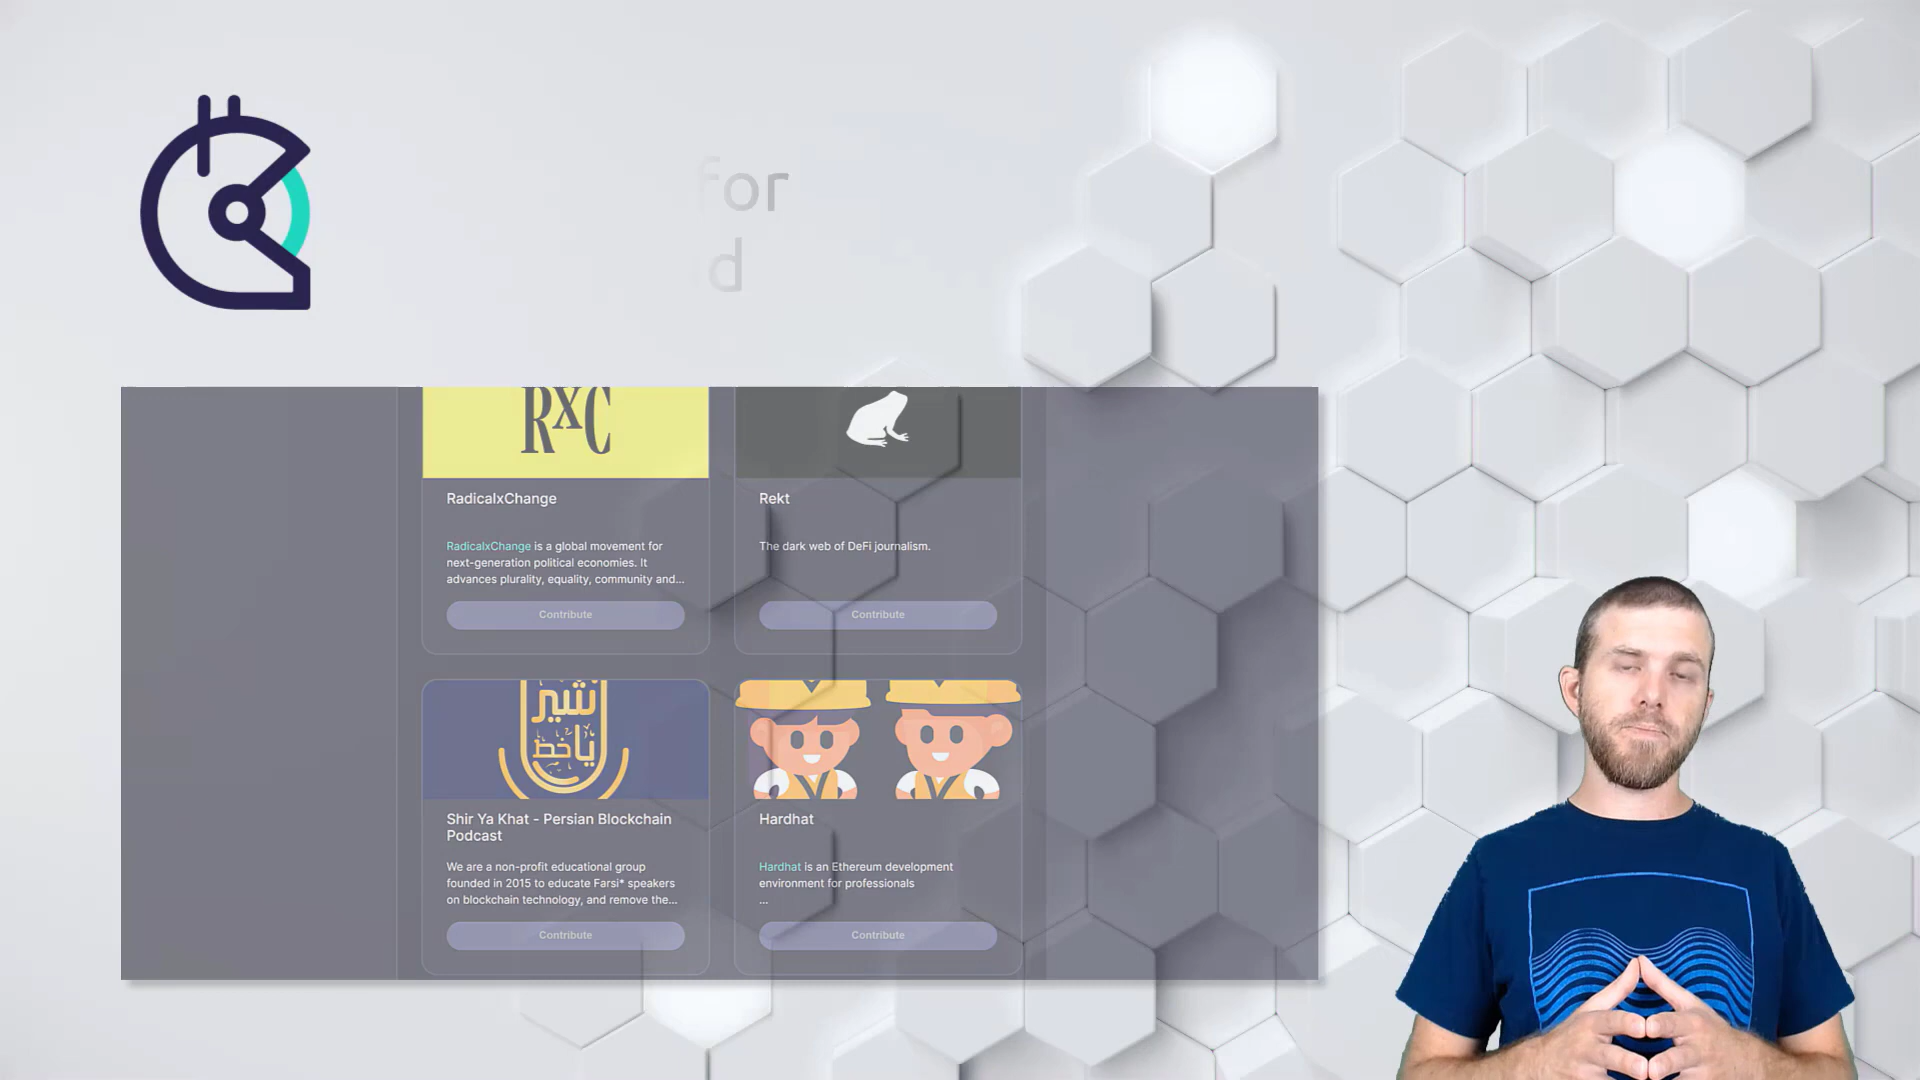 for
d
RxC
RadicalxChange
RadicalxChange is a global movement for
next-generation political economies. It
advances plurality, equality, community and...
Contribute
Rekt
The dark web of DeFi journalism.
Contribute
شیر
یا خط
Shir Ya Khat - Persian Blockchain
Podcast
We are a non-profit educational group
founded in 2015 to educate Farsi* speakers
on blockchain technology, and remove the...
Contribute
Hardhat
Hardhat is an Ethereum development
environment for professionals
...
Contribute